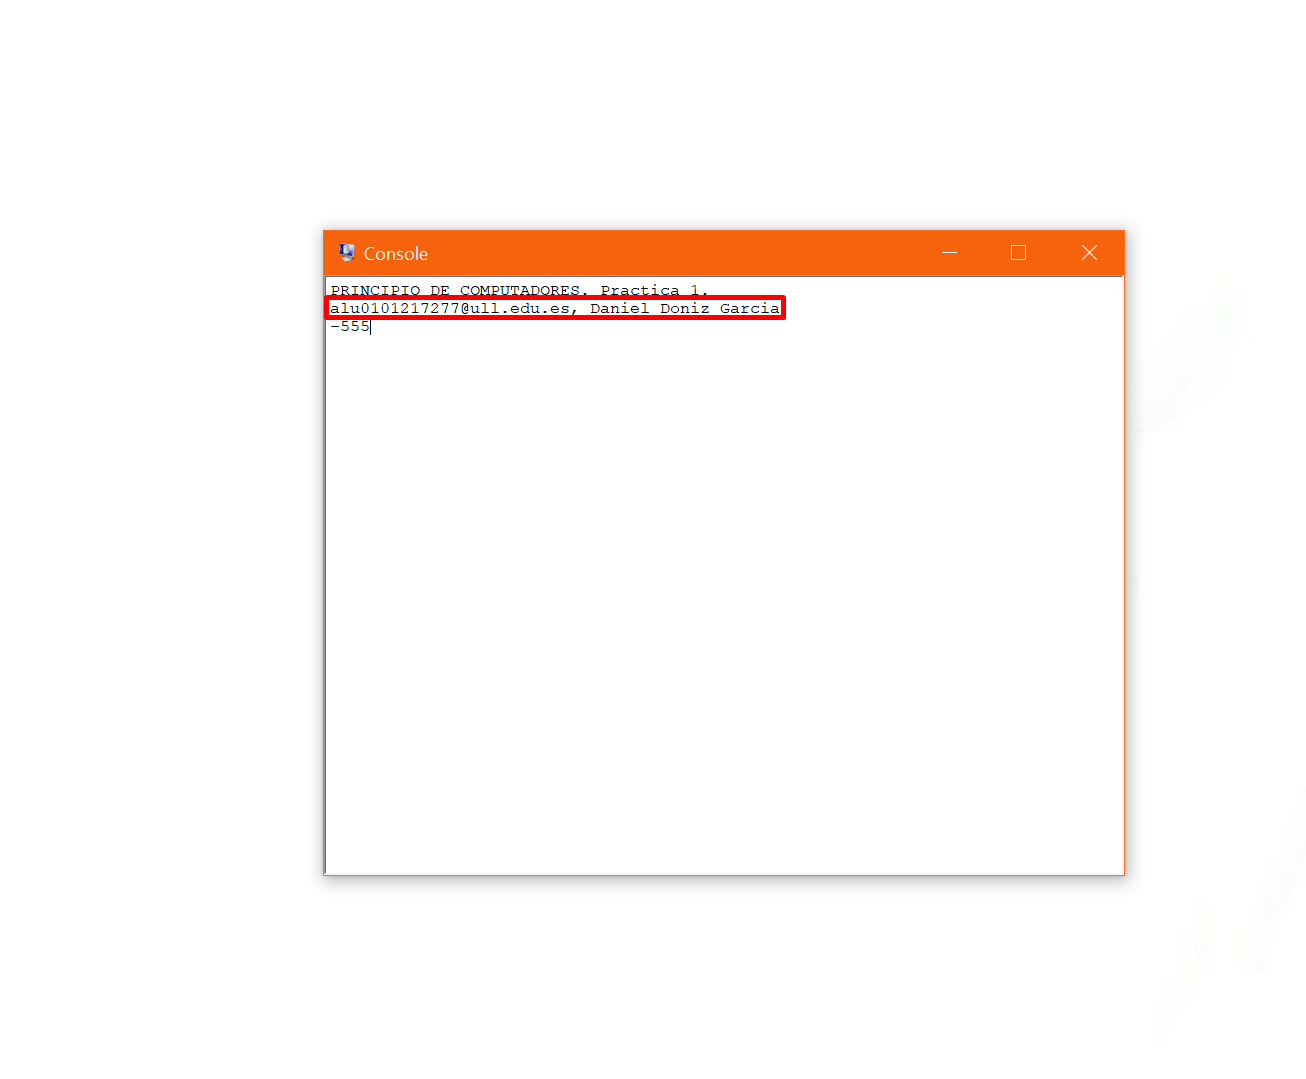 Console
PRINCIPIO DE COMPUTADORES. Practica 1.
alu0101217277@ull.edu.es, Daniel Doniz Garcia
-555